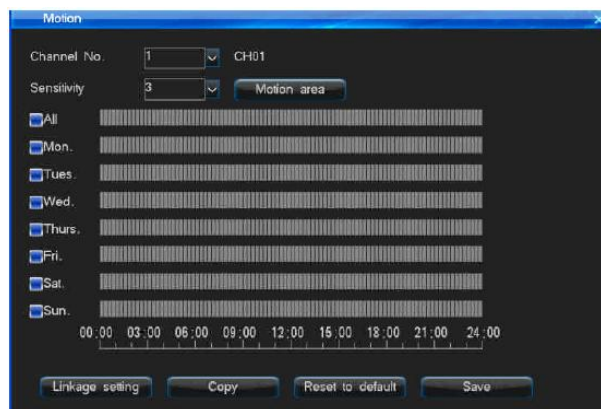 Motion
Channel No. 1 CH01
Sensitivity 3 Motion area
All
Mon.
Tues.
Wed.
Thurs.
Fri.
Sat.
Sun.
00:00 03:00 06:00 09:00 12:00 15:00 18:00 21:00 24:00
Linkage setting Copy Reset to default Save